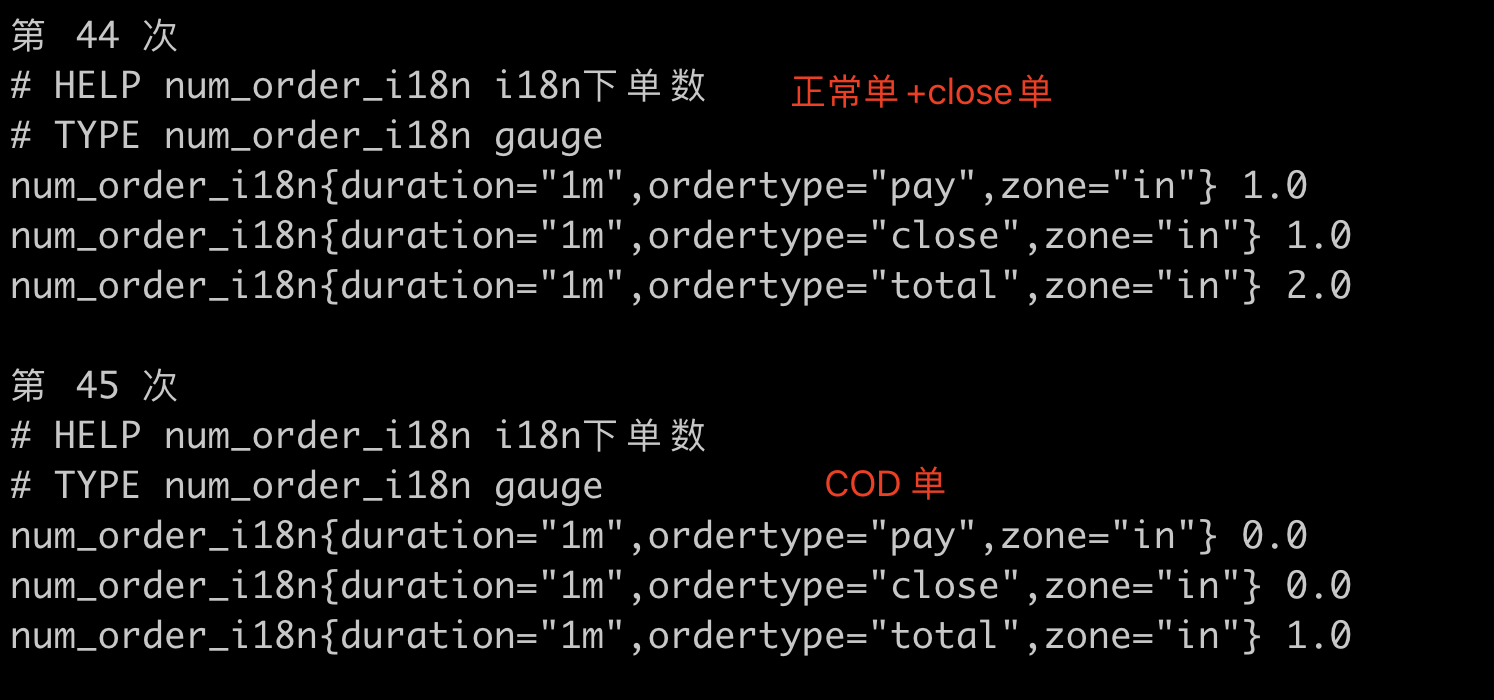 第 44 次
# HELP num_order_i18n i18n下单数
正常单+close单
# TYPE num_order_i18n gauge
num_order_i18n{duration="1m",ordertype="pay",zone="in"} 1.0
num_order_i18n{duration="1m",ordertype="close",zone="in"} 1.0
num_order_i18n{duration="1m",ordertype="total",zone="in"} 2.0
第 45 次
# HELP num_order_i18n i18n下单数
# TYPE num_order_i18n gauge
COD 单
num_order_i18n{duration="1m",ordertype="pay",zone="in"} 0.0
num_order_i18n{duration="1m",ordertype="close",zone="in"} 0.0
num_order_i18n{duration="1m",ordertype="total",zone="in"} 1.0